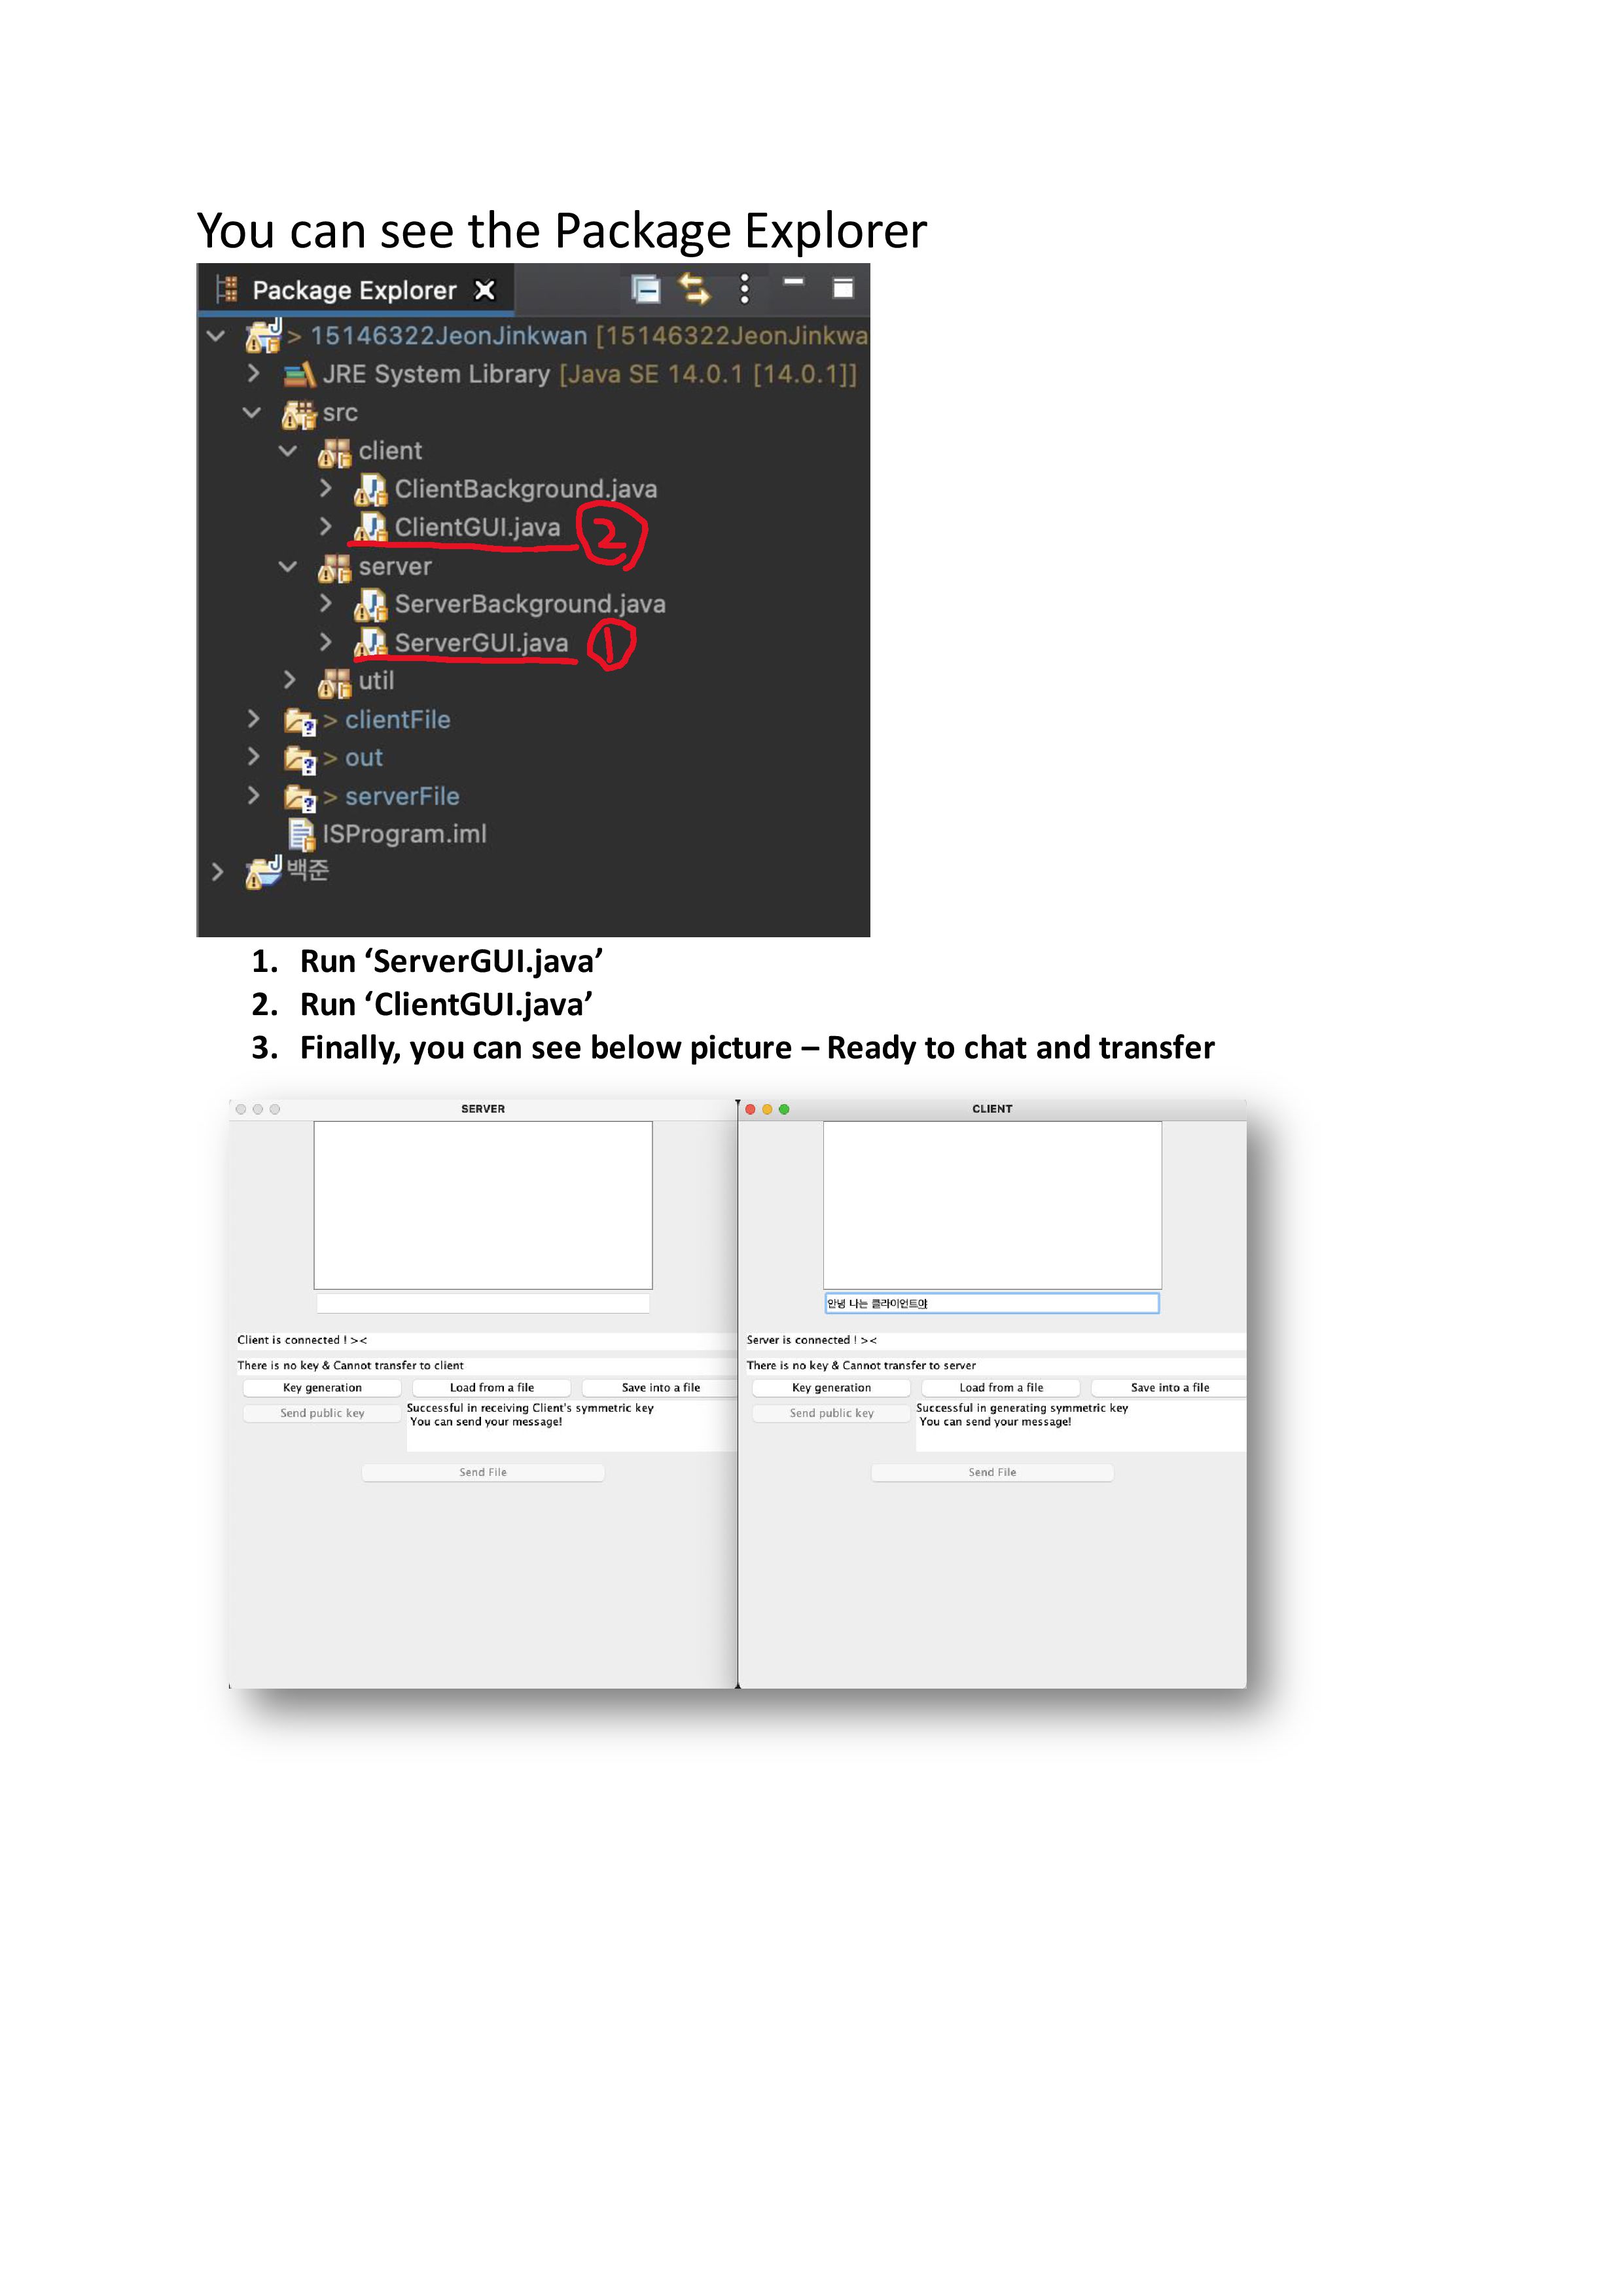 You can see the Package Explorer
Package Explorer
> 15146322JeonJinkwan [15146322JeonJinkwa
JRE System Library [Java SE 14.0.1 [14.0.1]]
src
client
ClientBackground.java
ClientGUI.java 2
server
ServerBackground.java
ServerGUI.java 1
util
> clientFile
> out
> serverFile
ISProgram.iml
백준
1. Run ‘ServerGUI.java’
2. Run ‘ClientGUI.java’
3. Finally, you can see below picture – Ready to chat and transfer
SERVER
Client is connected ! ><
There is no key & Cannot transfer to client
Key generation Load from a file Save into a file
Send public key
Successful in receiving Client's symmetric key
You can send your message!
Send File
CLIENT
안녕 나는 클라이언트야
Server is connected ! ><
There is no key & Cannot transfer to server
Key generation Load from a file Save into a file
Send public key
Successful in generating symmetric key
You can send your message!
Send File